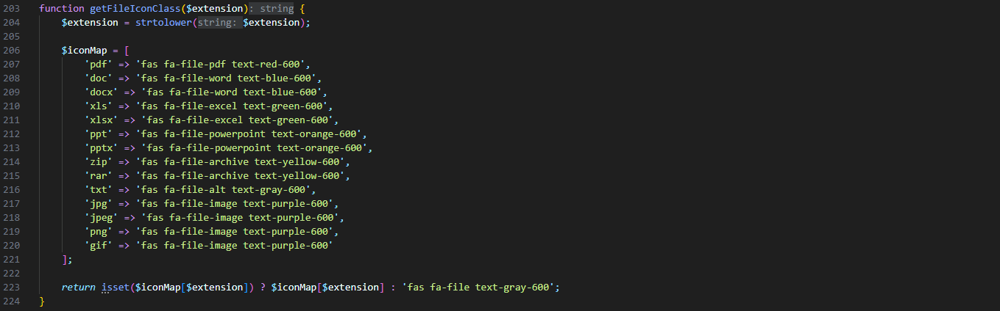 203 function getFileIconClass($extension): string {
204     $extension = strtolower(string: $extension);
205
206     $iconMap = [
207         'pdf' => 'fas fa-file-pdf text-red-600',
208         'doc' => 'fas fa-file-word text-blue-600',
209         'docx' => 'fas fa-file-word text-blue-600',
210         'xls' => 'fas fa-file-excel text-green-600',
211         'xlsx' => 'fas fa-file-excel text-green-600',
212         'ppt' => 'fas fa-file-powerpoint text-orange-600',
213         'pptx' => 'fas fa-file-powerpoint text-orange-600',
214         'zip' => 'fas fa-file-archive text-yellow-600',
215         'rar' => 'fas fa-file-archive text-yellow-600',
216         'txt' => 'fas fa-file-alt text-gray-600',
217         'jpg' => 'fas fa-file-image text-purple-600',
218         'jpeg' => 'fas fa-file-image text-purple-600',
219         'png' => 'fas fa-file-image text-purple-600',
220         'gif' => 'fas fa-file-image text-purple-600'
221     ];
222
223     return isset($iconMap[$extension]) ? $iconMap[$extension] : 'fas fa-file text-gray-600';
224 }